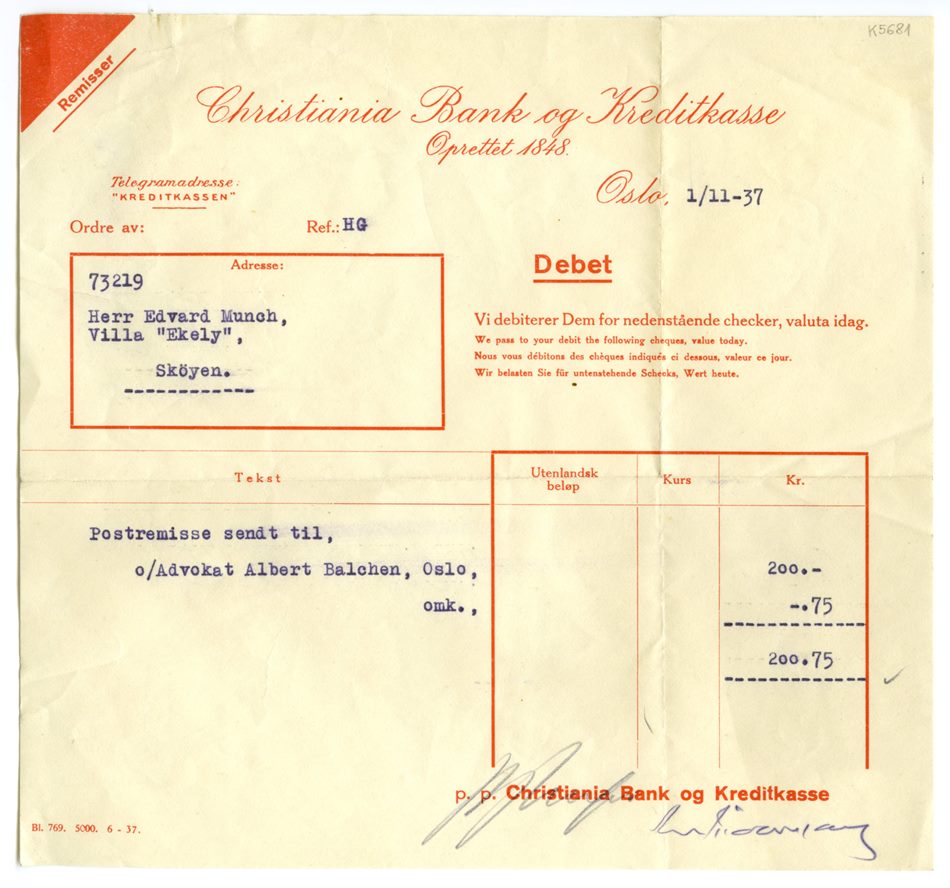 K5681
Remisser
Christiania Bank og Kreditkasse
Oprettet 1848.
Telegramadresse:
"KREDITKASSEN"
Oslo, 1/11-37
Ordre av: Ref.: HG
Adresse:
73219
Herr Edvard Munch,
Villa "Ekely",
Sköyen.
Debet
Vi debiterer Dem for nedenstående checker, valuta idag.
We pass to your debit the following cheques, value today.
Nous vous débitons des chèques indiqués ci dessous, valeur ce jour.
Wir belasten Sie für untenstehende Schecks, Wert heute.
Tekst Utenlandsk beløp Kurs Kr.
Postremisse sendt til,
o/Advokat Albert Balchen, Oslo, 200.-
omk., -.75
200.75
p. p. Christiania Bank og Kreditkasse
Bl. 769. 5000. 6 - 37.